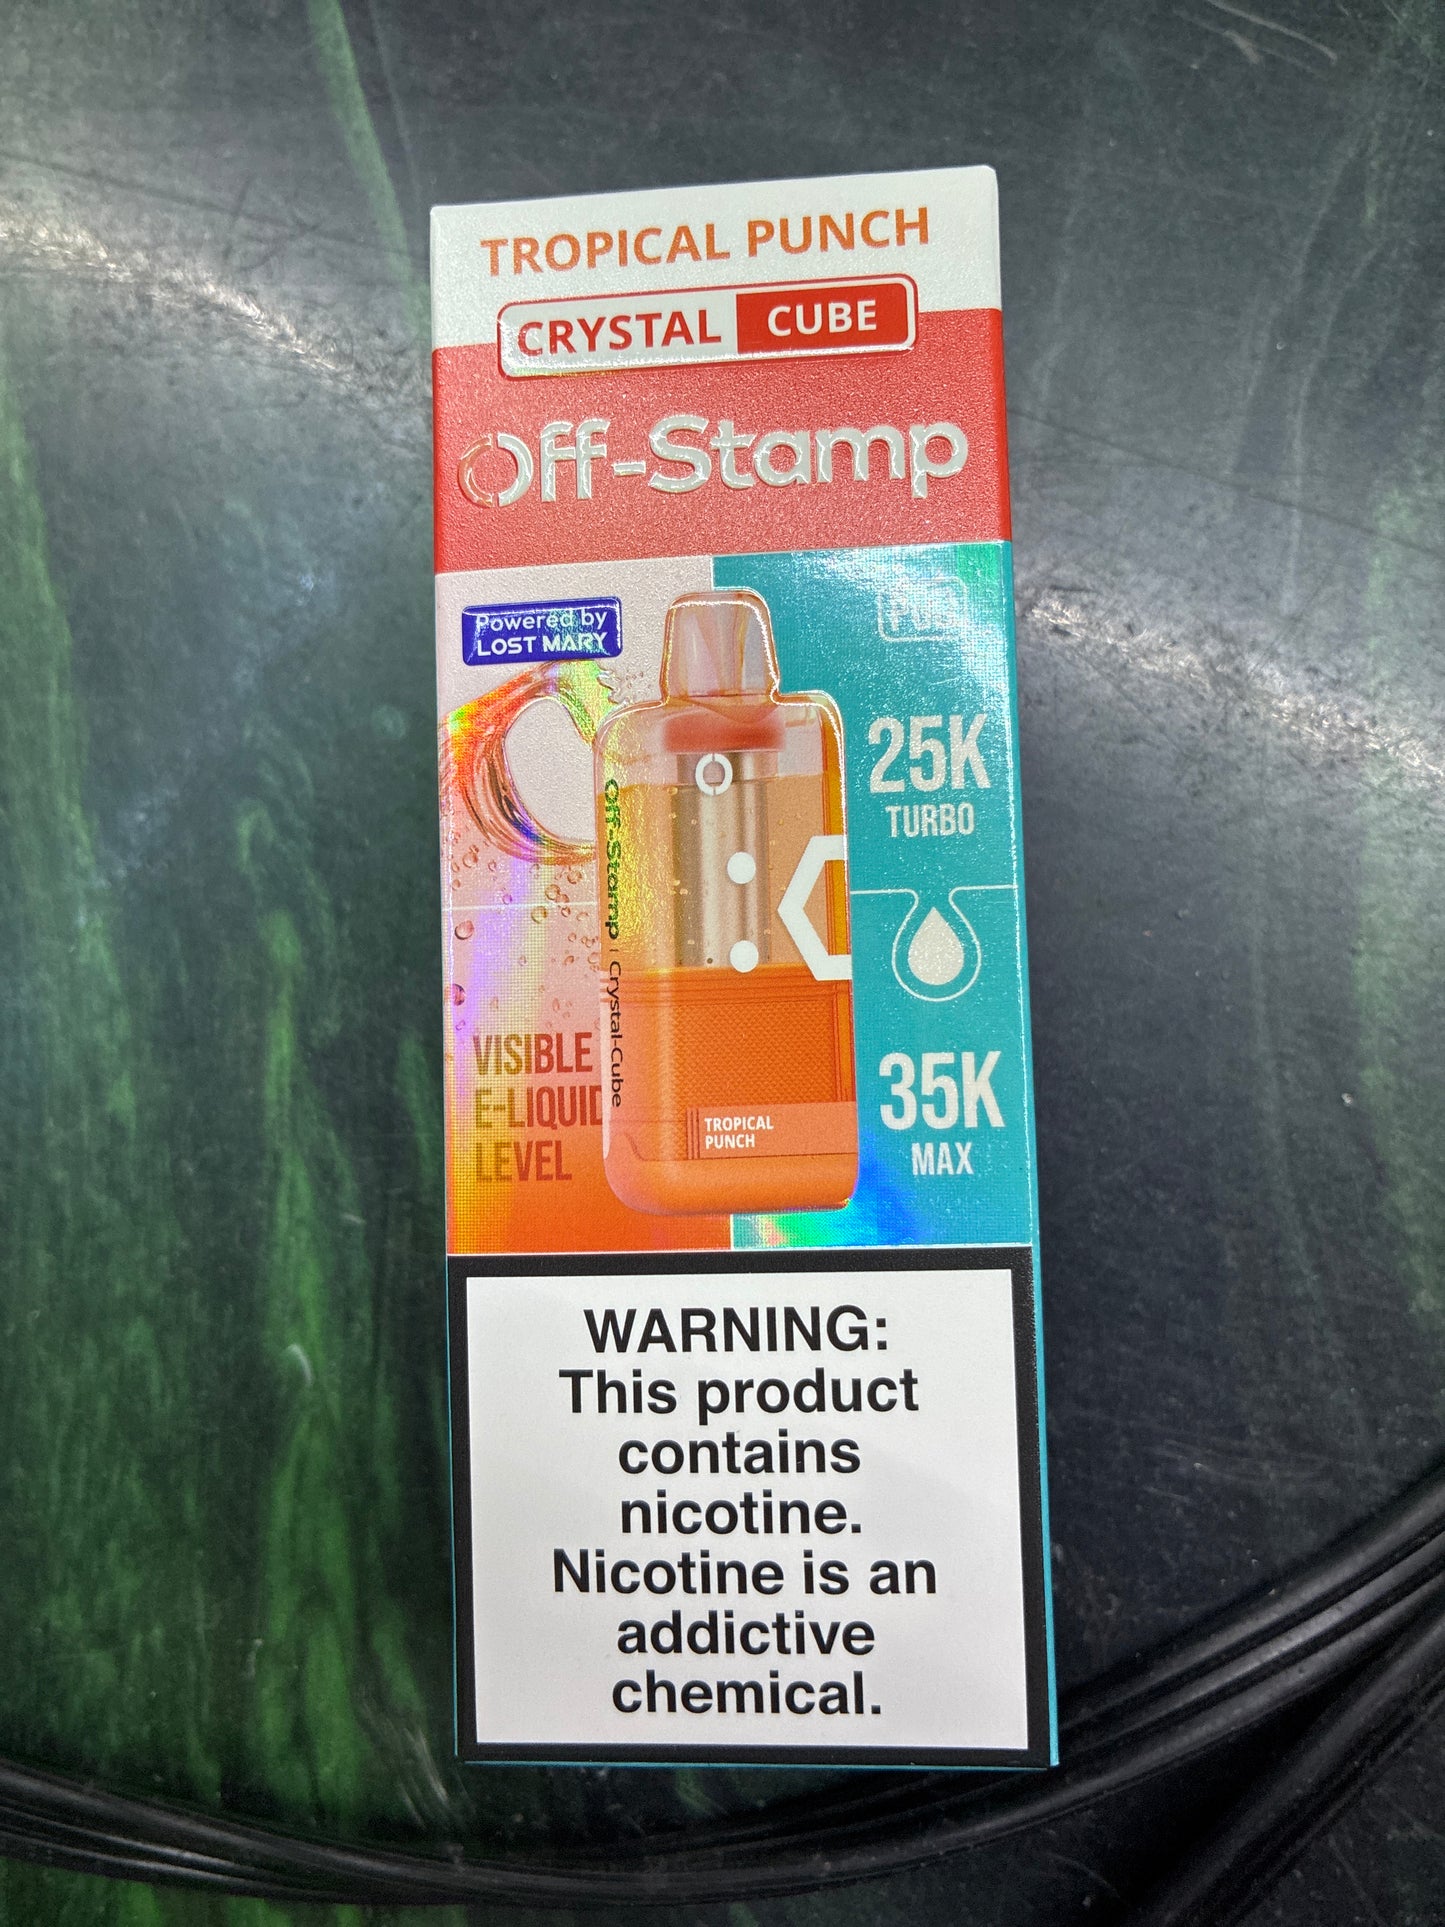 TROPICAL PUNCH
CRYSTAL CUBE
Off-Stamp
Powered by
LOST MARY
POD
25K
TURBO
Off-Stamp | Crystal-Cube
VISIBLE
E-LIQUID
LEVEL
35K
MAX
TROPICAL
PUNCH
WARNING:
This product
contains
nicotine.
Nicotine is an
addictive
chemical.